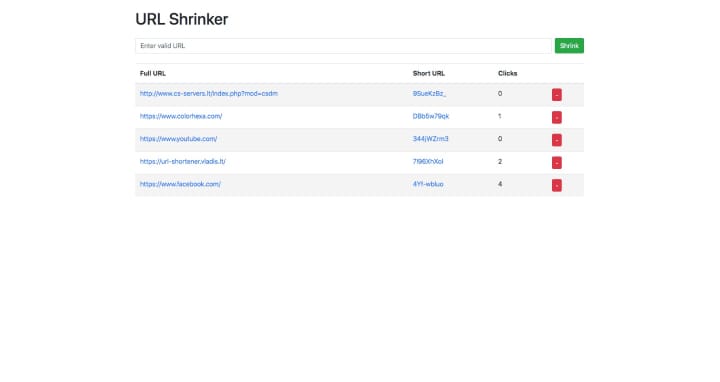 URL Shrinker
Enter valid URL Shrink
Full URL Short URL Clicks
http://www.cs-servers.lt/index.php?mod=csdm 9SueKzBz_ 0 -
https://www.colorhexa.com/ DBb5w79qk 1 -
https://www.youtube.com/ 344jWZrm3 0 -
https://url-shortener.vladis.lt/ 7l96XhXol 2 -
https://www.facebook.com/ 4Yf-wbluo 4 -